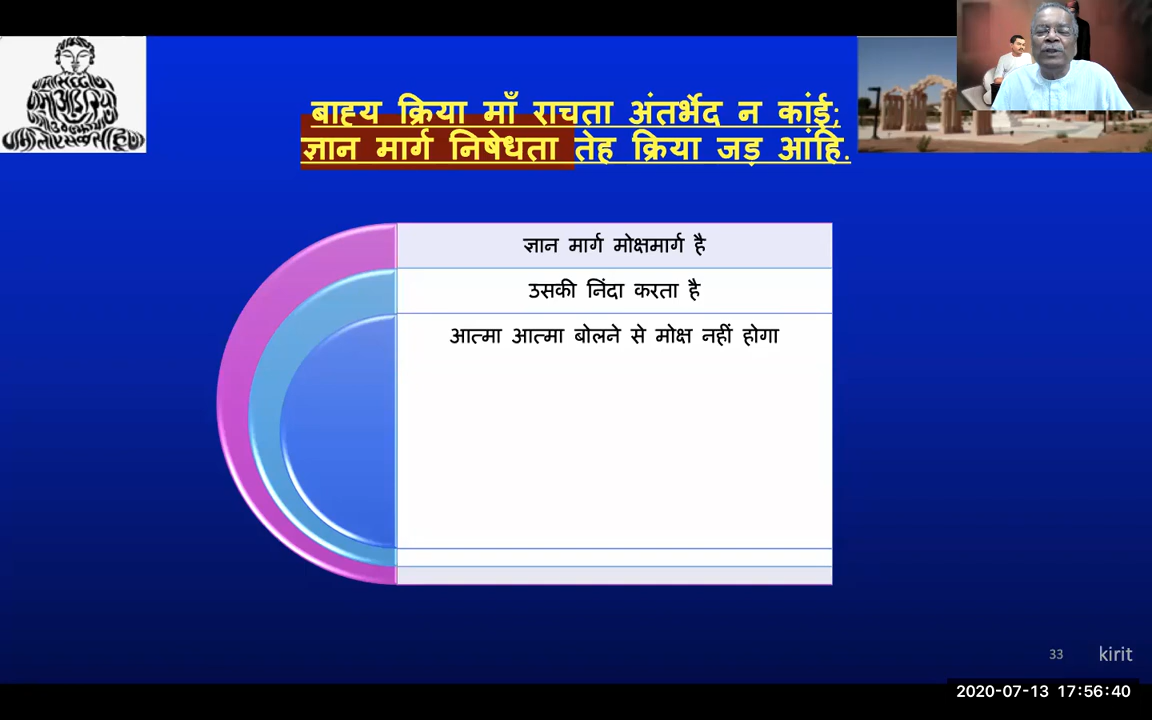 बाह्य क्रिया माँ राचता अंतर्भेद न कांई;
ज्ञान मार्ग निषेधता तेह क्रिया जड़ आंहि.
ज्ञान मार्ग मोक्षमार्ग है
उसकी निंदा करता है
आत्मा आत्मा बोलने से मोक्ष नहीं होगा
33 kirit
2020-07-13 17:56:40